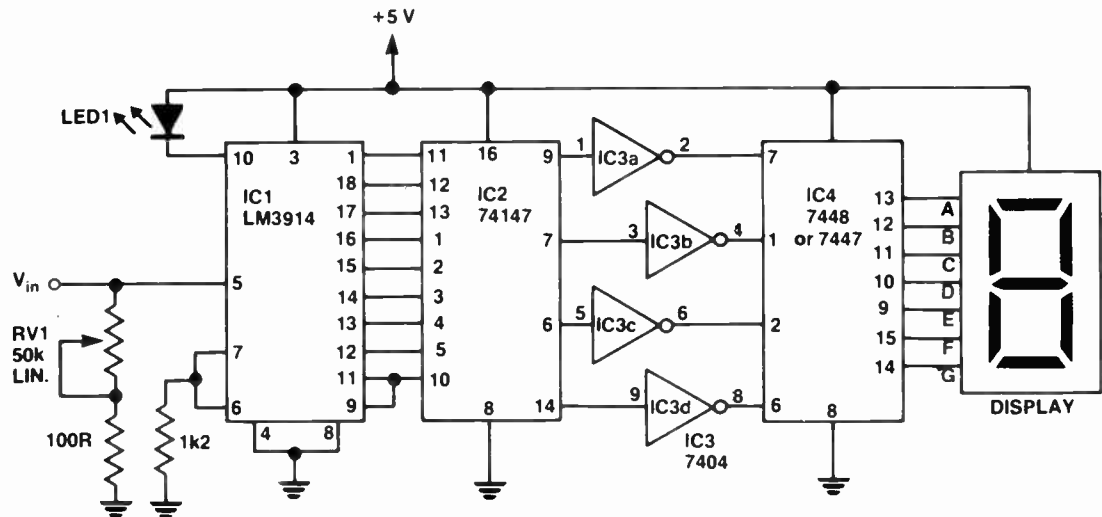 +5 V
LED1
10
3
1
11
16
9
1
2
7
IC3a
IC1
LM3914
18
12
IC2
74147
IC4
7448
or 7447
13
A
17
13
12
B
16
1
7
3
4
1
IC3b
11
C
15
2
10
D
Vin
5
14
3
9
E
RV1
50k
LIN.
13
4
6
5
6
2
IC3c
15
F
7
12
5
14
G
11
10
6
9
8
14
9
8
6
IC3d
8
DISPLAY
100R
1k2
4
8
IC3
7404